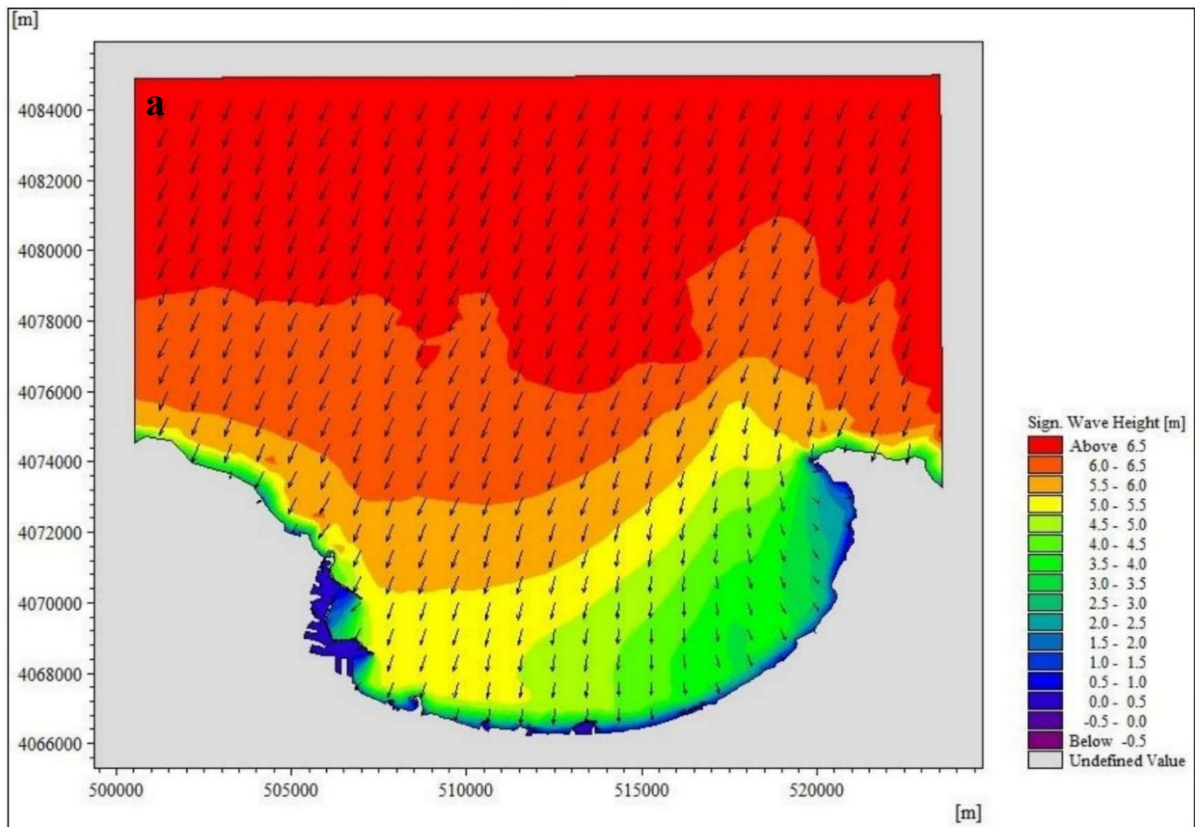 [m]
a
4084000
4082000
4080000
4078000
4076000
4074000
4072000
4070000
4068000
4066000
500000 505000 510000 515000 520000
[m]
Sign. Wave Height [m]
Above 6.5
6.0 - 6.5
5.5 - 6.0
5.0 - 5.5
4.5 - 5.0
4.0 - 4.5
3.5 - 4.0
3.0 - 3.5
2.5 - 3.0
2.0 - 2.5
1.5 - 2.0
1.0 - 1.5
0.5 - 1.0
0.0 - 0.5
-0.5 - 0.0
Below -0.5
Undefined Value